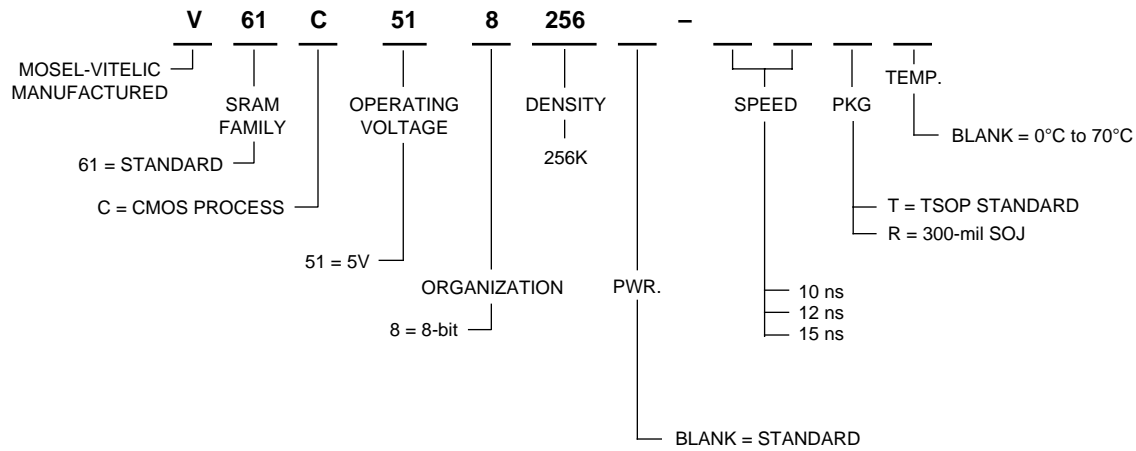 V 61 C 51 8 256 –
MOSEL-VITELIC
MANUFACTURED
SRAM
FAMILY
61 = STANDARD
C = CMOS PROCESS
OPERATING
VOLTAGE
51 = 5V
ORGANIZATION
8 = 8-bit
DENSITY
256K
PWR.
BLANK = STANDARD
SPEED
10 ns
12 ns
15 ns
PKG
T = TSOP STANDARD
R = 300-mil SOJ
TEMP.
BLANK = 0°C to 70°C